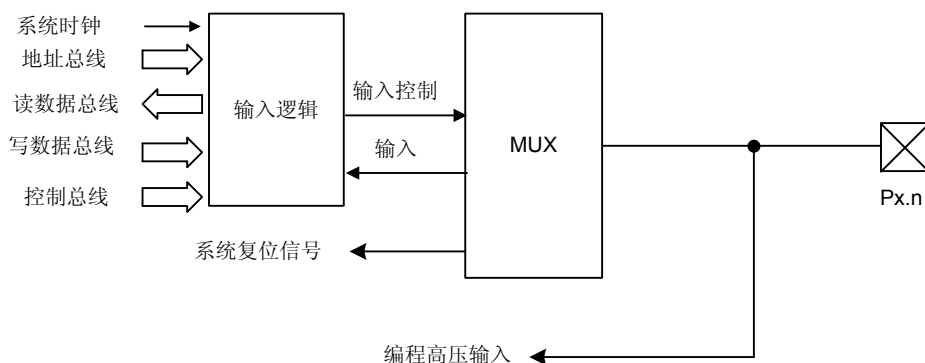 系统时钟
地址总线
读数据总线
写数据总线
控制总线
输入逻辑
输入控制
输入
MUX
Px.n
系统复位信号
编程高压输入